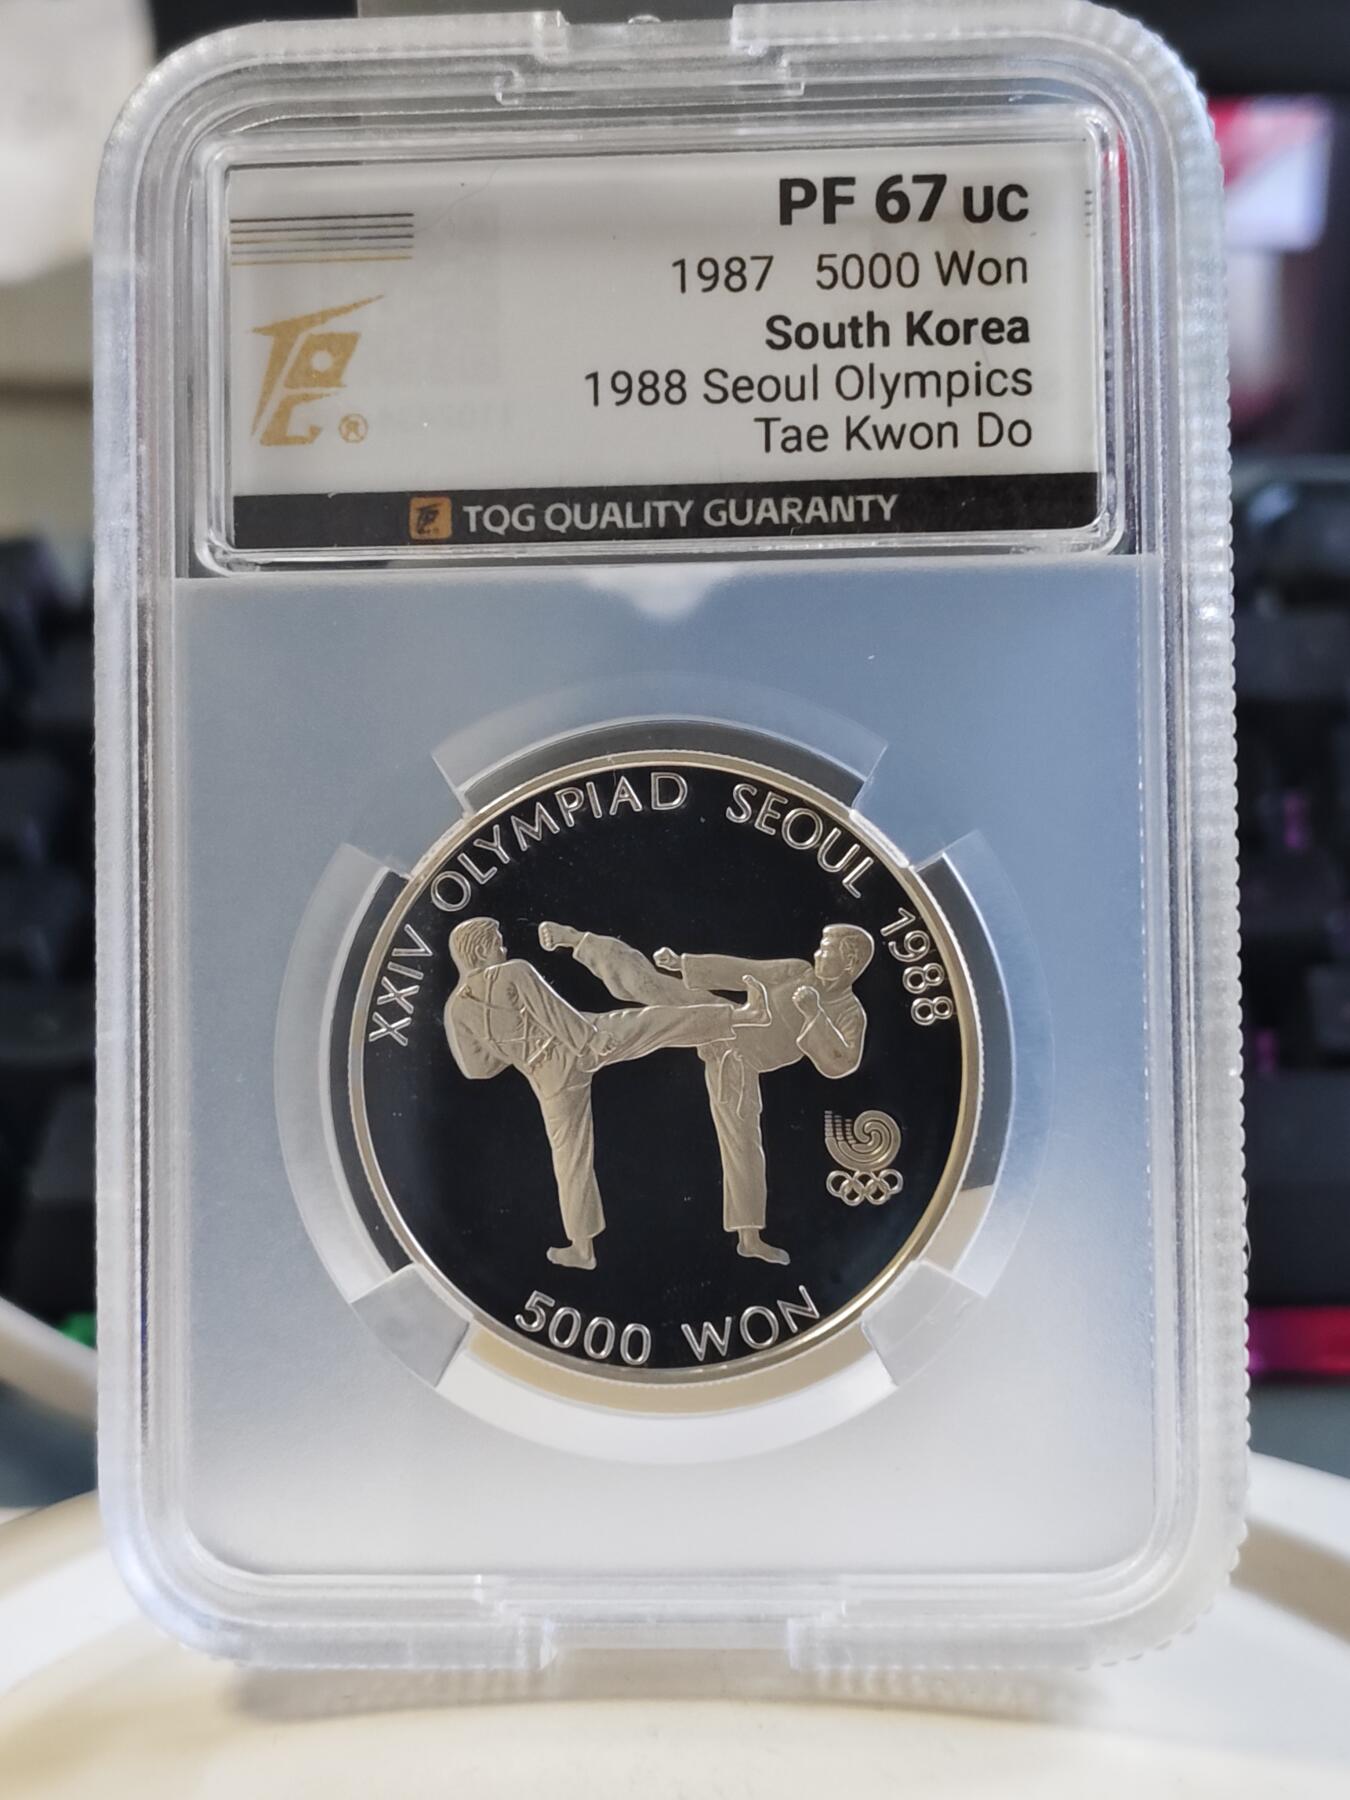 PF 67 UC
1987 5000 Won
South Korea
1988 Seoul Olympics
Tae Kwon Do
TQG®
TQG QUALITY GUARANTY
XXIV OLYMPIAD SEOUL 1988
5000 WON